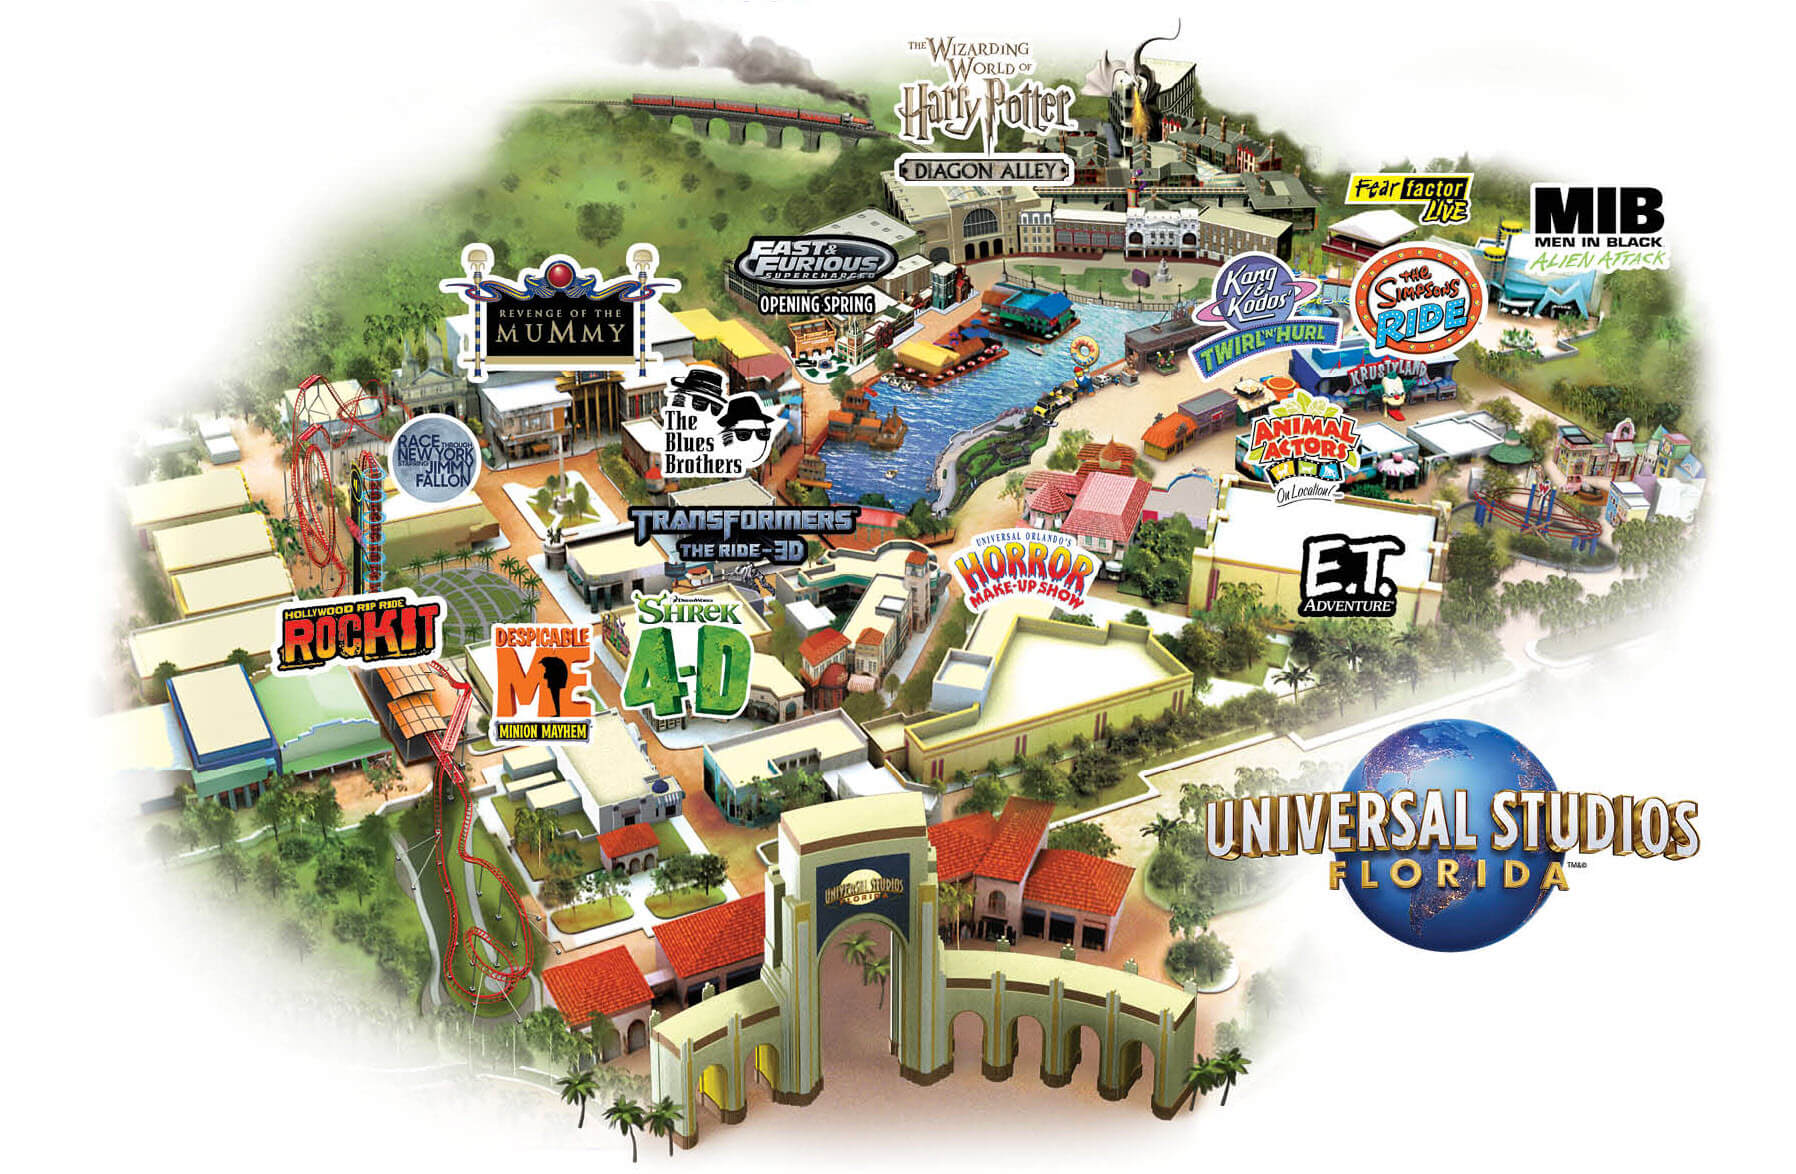 THE WIZARDING
WORLD OF
Harry Potter
DIAGON ALLEY
Fear factor
LIVE
MIB
MEN IN BLACK
ALIEN ATTACK
FAST &
FURIOUS
SUPERCHARGED
OPENING SPRING
REVENGE OF THE
MUMMY
Kang
&
Kodos'
TWIRL 'N' HURL
THE
SIMPSONS
RIDE
KRUSTYLAND
The
Blues
Brothers
RACE THROUGH
NEW YORK
STARRING JIMMY
FALLON
ANIMAL
ACTORS
On Location!
TRANSFORMERS
THE RIDE-3D
UNIVERSAL ORLANDO'S
HORROR
MAKE-UP SHOW
E.T.
ADVENTURE
HOLLYWOOD RIP RIDE
ROCKIT
DESPICABLE
ME
MINION MAYHEM
DREAMWORKS
SHREK
4-D
UNIVERSAL STUDIOS
FLORIDA
TM&©
UNIVERSAL STUDIOS
FLORIDA